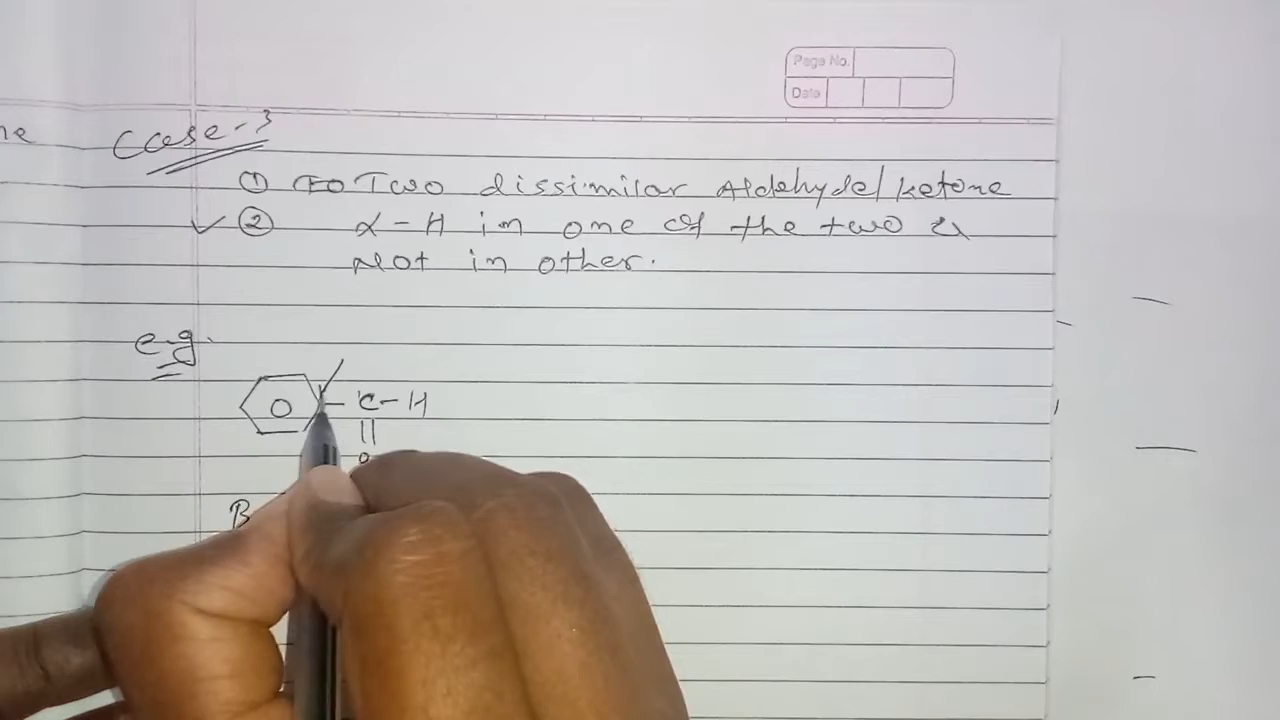 ne
Case-3
Page No.
Date
① Two dissimilar Aldehyde/ketone
② α-H in one of the two &
Not in other.
e.g.
-C-H
||
O
B